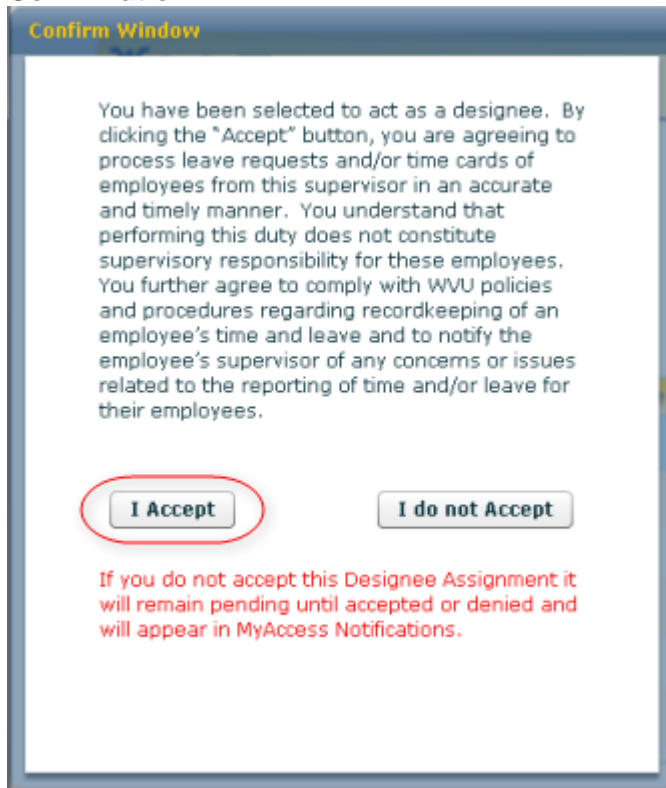 Confirm Window
You have been selected to act as a designee. By
clicking the "Accept" button, you are agreeing to
process leave requests and/or time cards of
employees from this supervisor in an accurate
and timely manner. You understand that
performing this duty does not constitute
supervisory responsibility for these employees.
You further agree to comply with WVU policies
and procedures regarding recordkeeping of an
employee's time and leave and to notify the
employee's supervisor of any concerns or issues
related to the reporting of time and/or leave for
their employees.
I Accept
I do not Accept
If you do not accept this Designee Assignment it
will remain pending until accepted or denied and
will appear in MyAccess Notifications.